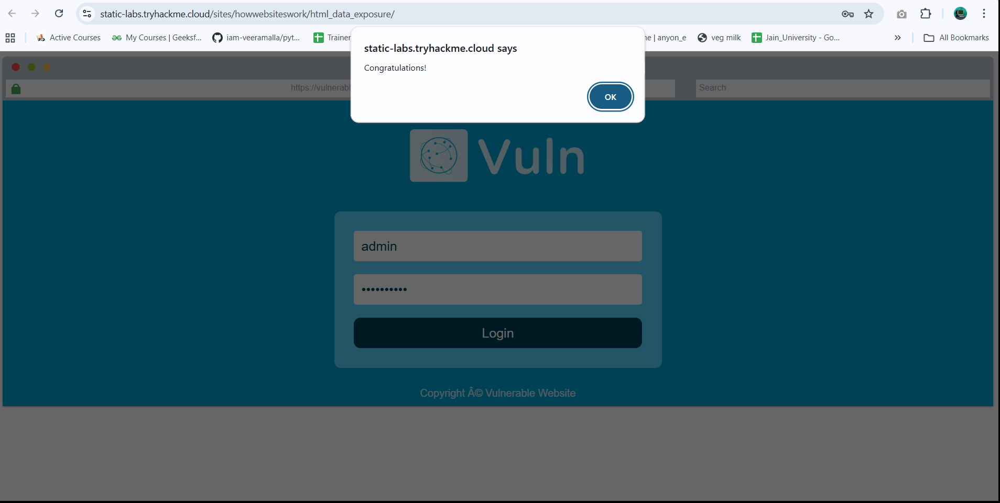 static-labs.tryhackme.cloud/sites/howwebsiteswork/html_data_exposure/
Active Courses
My Courses | Geeksf...
iam-veeramalla/pyt...
Trainer
| anyon_e
veg milk
Jain_University - Go...
All Bookmarks
static-labs.tryhackme.cloud says
Congratulations!
OK
https://vulnerabl
Search
Vuln
admin
••••••••••
Login
Copyright Â© Vulnerable Website